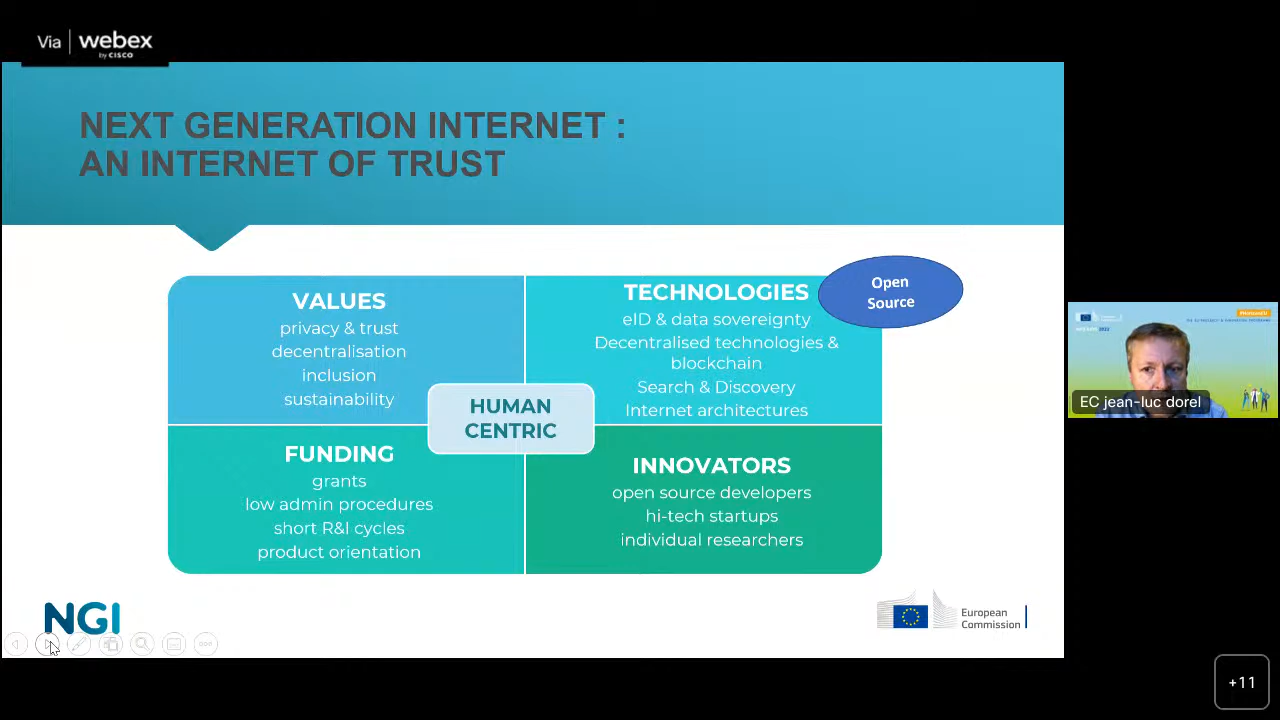 Via webex
by CISCO
NEXT GENERATION INTERNET :
AN INTERNET OF TRUST
VALUES
privacy & trust
decentralisation
inclusion
sustainability
TECHNOLOGIES
eID & data sovereignty
Decentralised technologies &
blockchain
Search & Discovery
Internet architectures
Open
Source
HUMAN
CENTRIC
FUNDING
grants
low admin procedures
short R&I cycles
product orientation
INNOVATORS
open source developers
hi-tech startups
individual researchers
NGI
European
Commission
EC jean-luc dorel
+11